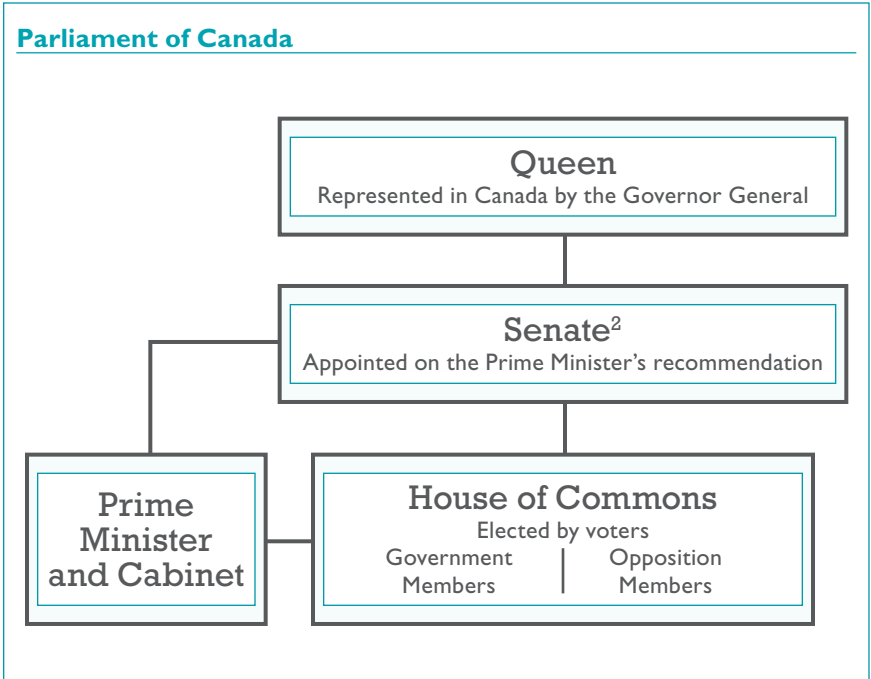 Parliament of Canada
Queen
Represented in Canada by the Governor General
Senate²
Appointed on the Prime Minister’s recommendation
Prime
Minister
and Cabinet
House of Commons
Elected by voters
Government
Members
Opposition
Members